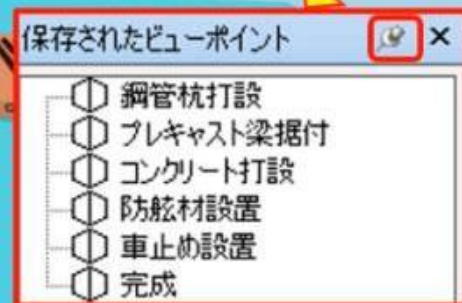 保存されたビューポイント
鋼管杭打設
プレキャスト梁据付
コンクリート打設
防舷材設置
車止め設置
完成